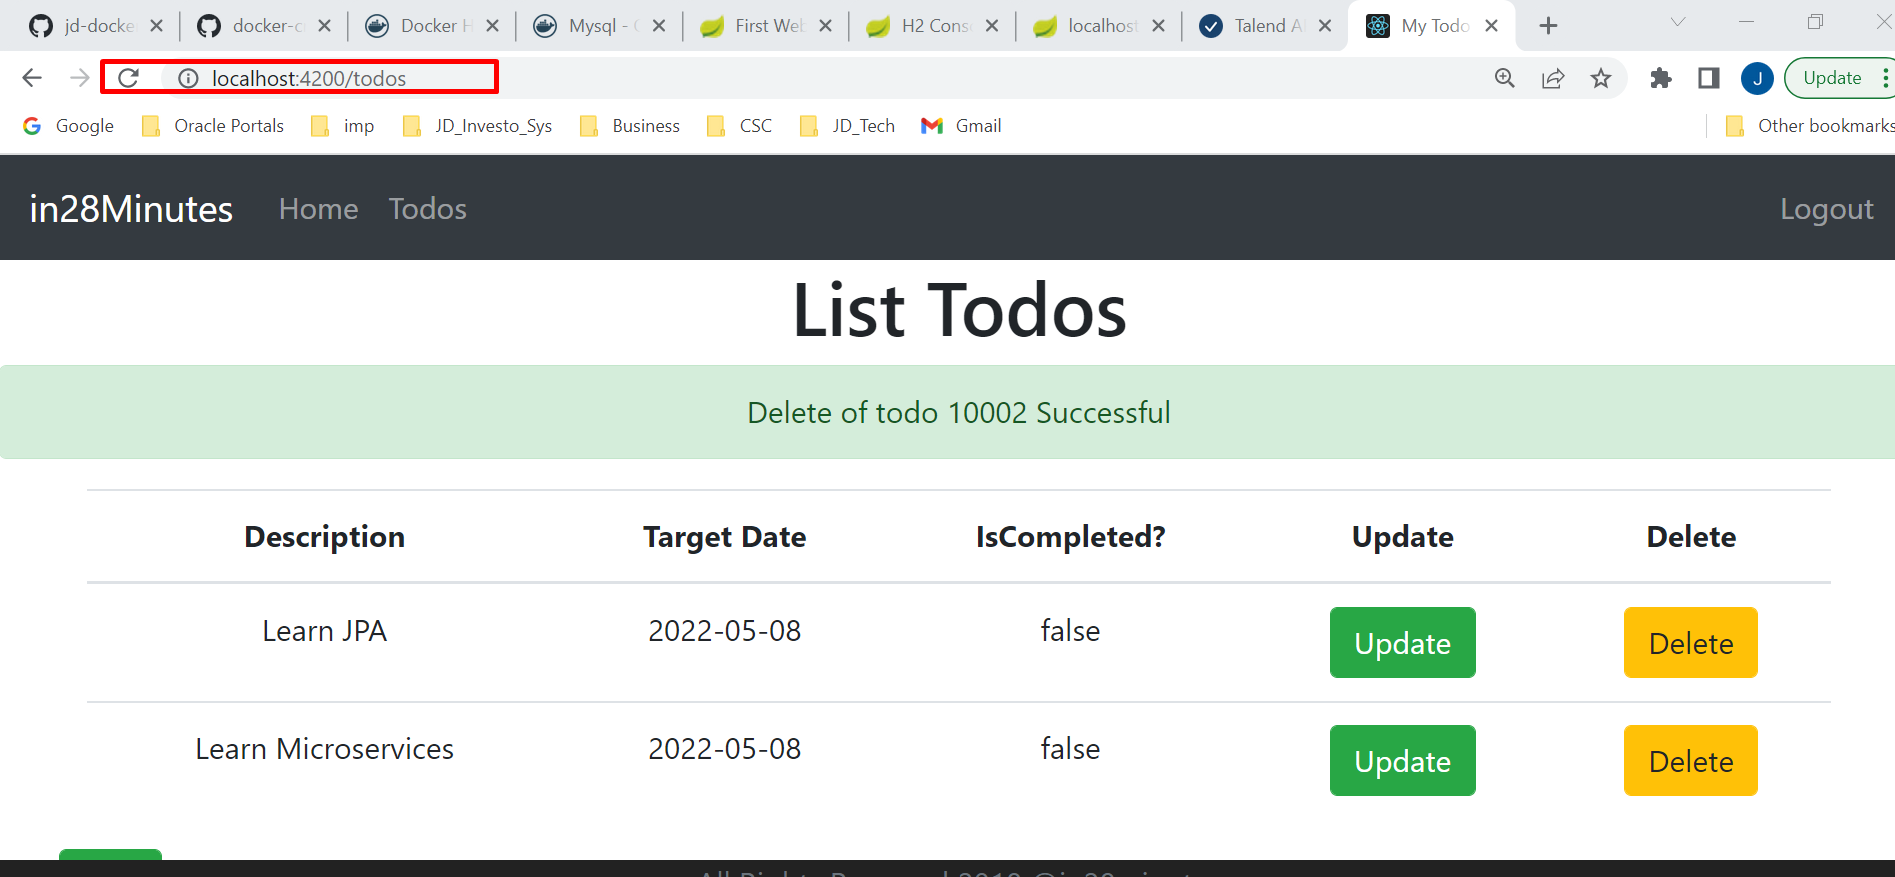 jd-docke docker-c Docker H Mysql - First Web H2 Cons localhost Talend A My Todo
localhost:4200/todos
J Update
Google Oracle Portals imp JD_Investo_Sys Business CSC JD_Tech Gmail Other bookmarks
in28Minutes Home Todos Logout
List Todos
Delete of todo 10002 Successful
Description Target Date IsCompleted? Update Delete
Learn JPA 2022-05-08 false Update Delete
Learn Microservices 2022-05-08 false Update Delete